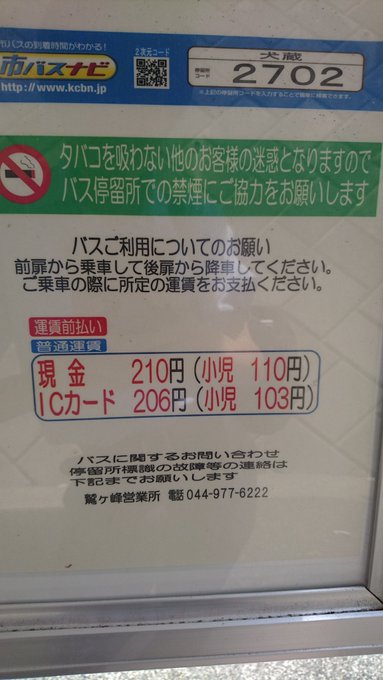 市バスの到着時間がわかる!
市バスナビ
http://www.kcbn.jp
2次元コード
停留所
コード
犬蔵
2702
※上記の停留所コードを入力することで簡単に検索できます。
タバコを吸わない他のお客様の迷惑となりますので
バス停留所での禁煙にご協力をお願いします
バスご利用についてのお願い
前扉から乗車して後扉から降車してください。
ご乗車の際に所定の運賃をお支払ください。
運賃前払い
普通運賃
現金 210円(小児 110円)
ICカード 206円(小児 103円)
バスに関するお問い合わせ
停留所標識の故障等の連絡は
下記までお願いします
鷲ヶ峰営業所 電話044-977-6222